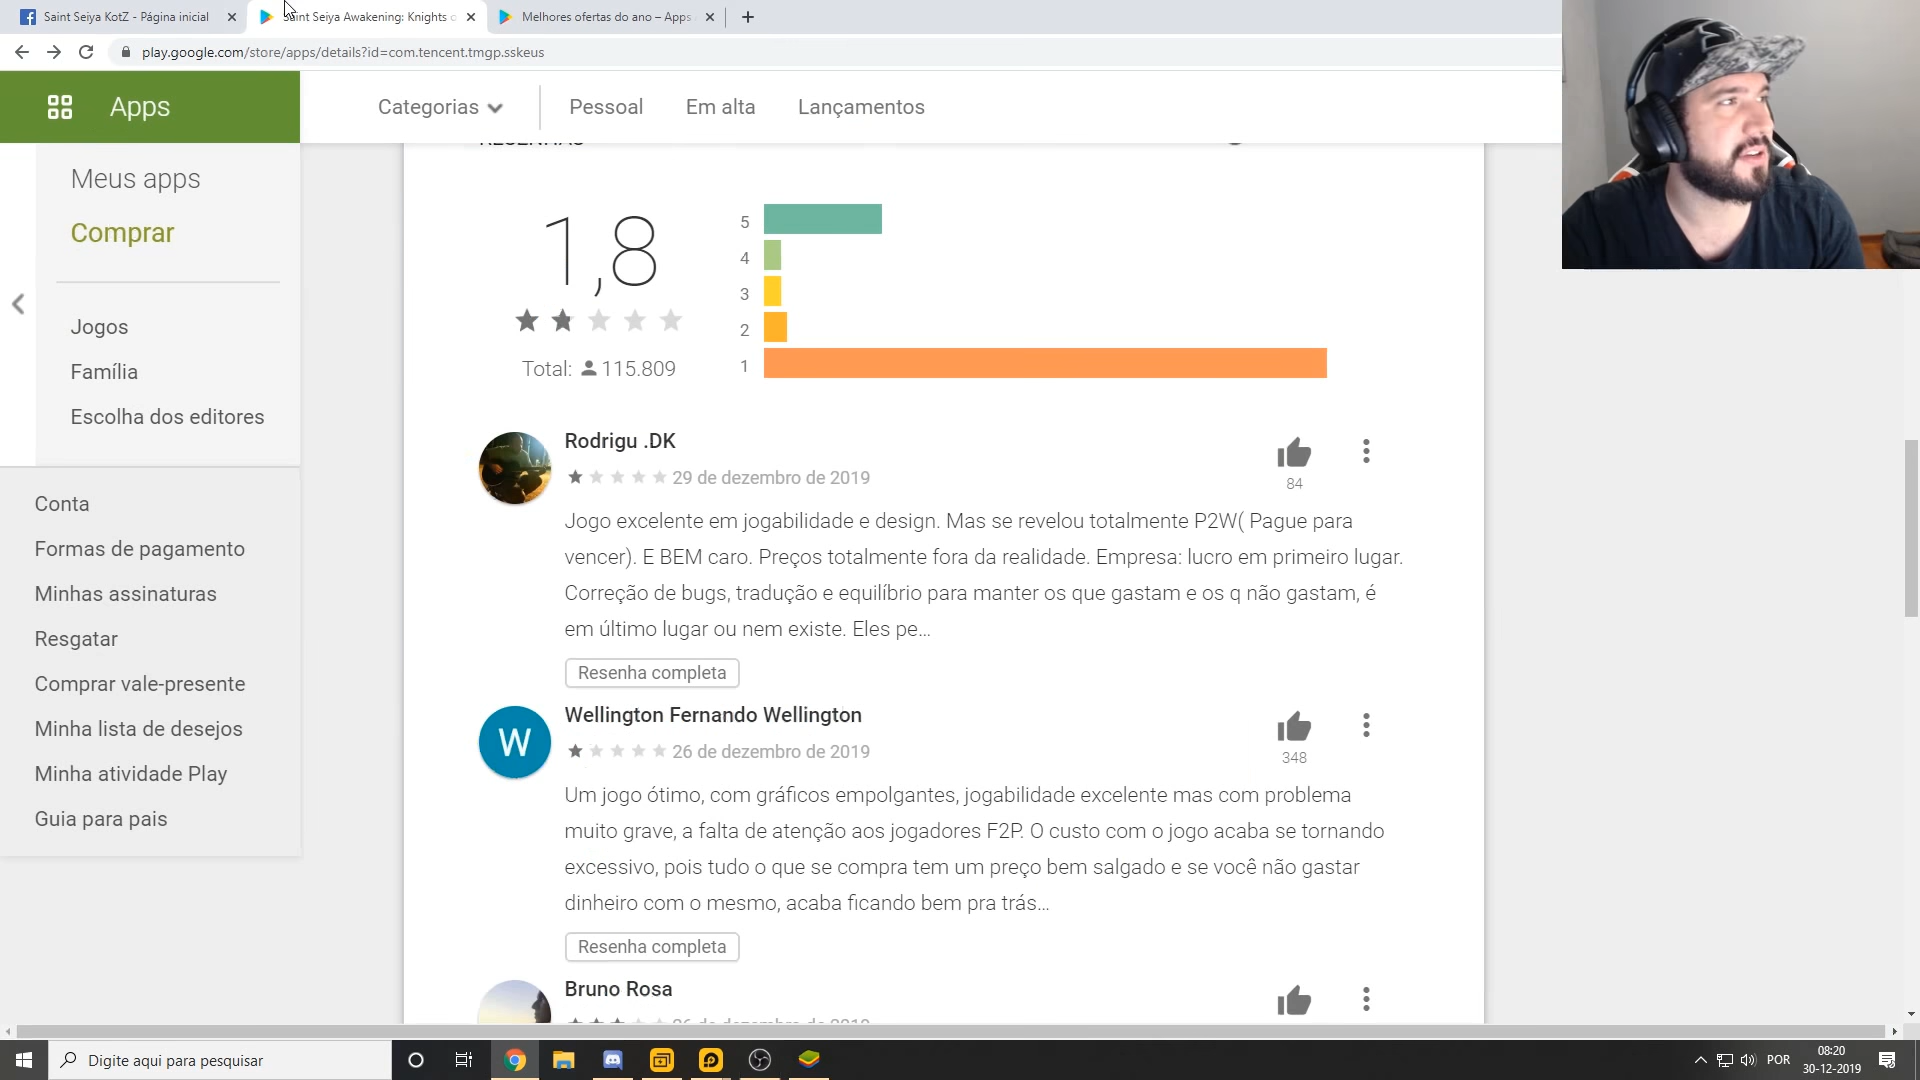 Saint Seiya KotZ - Página inicial
Saint Seiya Awakening: Knights o
Melhores ofertas do ano – Apps
play.google.com/store/apps/details?id=com.tencent.tmgp.sskeus
Apps
Categorias
Pessoal
Em alta
Lançamentos
Meus apps
Comprar
Jogos
Família
Escolha dos editores
Conta
Formas de pagamento
Minhas assinaturas
Resgatar
Comprar vale-presente
Minha lista de desejos
Minha atividade Play
Guia para pais
RESENHAS
1,8
Total: 115.809
5
4
3
2
1
Rodrigu .DK
29 de dezembro de 2019
84
Jogo excelente em jogabilidade e design. Mas se revelou totalmente P2W( Pague para
vencer). E BEM caro. Preços totalmente fora da realidade. Empresa: lucro em primeiro lugar.
Correção de bugs, tradução e equilíbrio para manter os que gastam e os q não gastam, é
em último lugar ou nem existe. Eles pe…
Resenha completa
W
Wellington Fernando Wellington
26 de dezembro de 2019
348
Um jogo ótimo, com gráficos empolgantes, jogabilidade excelente mas com problema
muito grave, a falta de atenção aos jogadores F2P. O custo com o jogo acaba se tornando
excessivo, pois tudo o que se compra tem um preço bem salgado e se você não gastar
dinheiro com o mesmo, acaba ficando bem pra trás…
Resenha completa
Bruno Rosa
26 de dezembro de 2019
Digite aqui para pesquisar
POR
08:20
30-12-2019